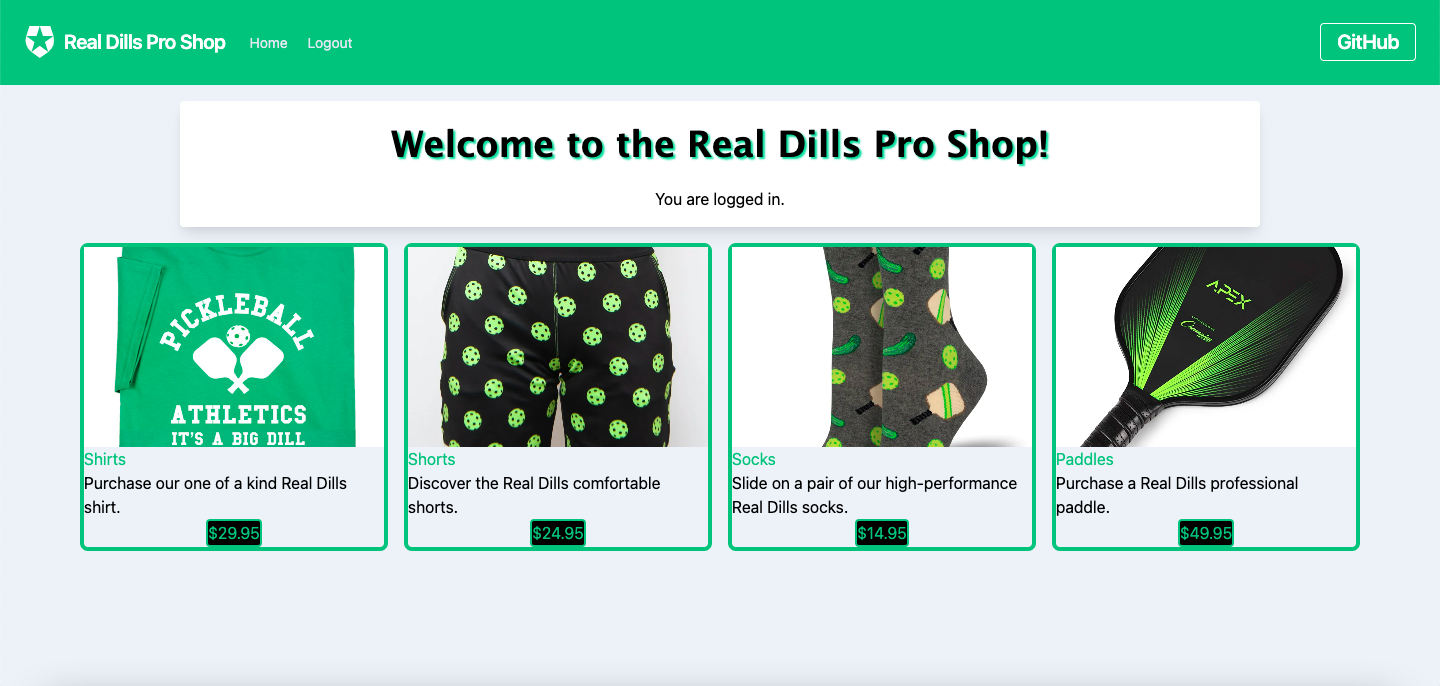 Real Dills Pro Shop Home Logout GitHub
Welcome to the Real Dills Pro Shop!
You are logged in.
PICKLEBALL
ATHLETICS
IT'S A BIG DILL
APEX
Champion
Shirts
Purchase our one of a kind Real Dills
shirt.
$29.95
Shorts
Discover the Real Dills comfortable
shorts.
$24.95
Socks
Slide on a pair of our high-performance
Real Dills socks.
$14.95
Paddles
Purchase a Real Dills professional
paddle.
$49.95